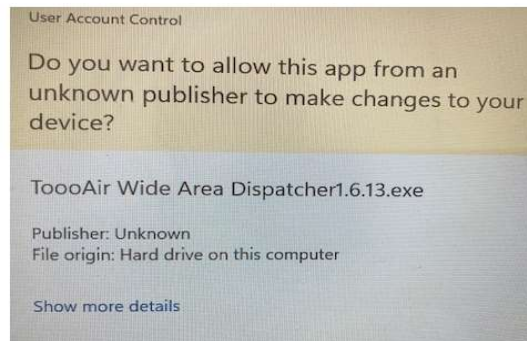 User Account Control
Do you want to allow this app from an
unknown publisher to make changes to your
device?
ToooAir Wide Area Dispatcher1.6.13.exe
Publisher: Unknown
File origin: Hard drive on this computer
Show more details